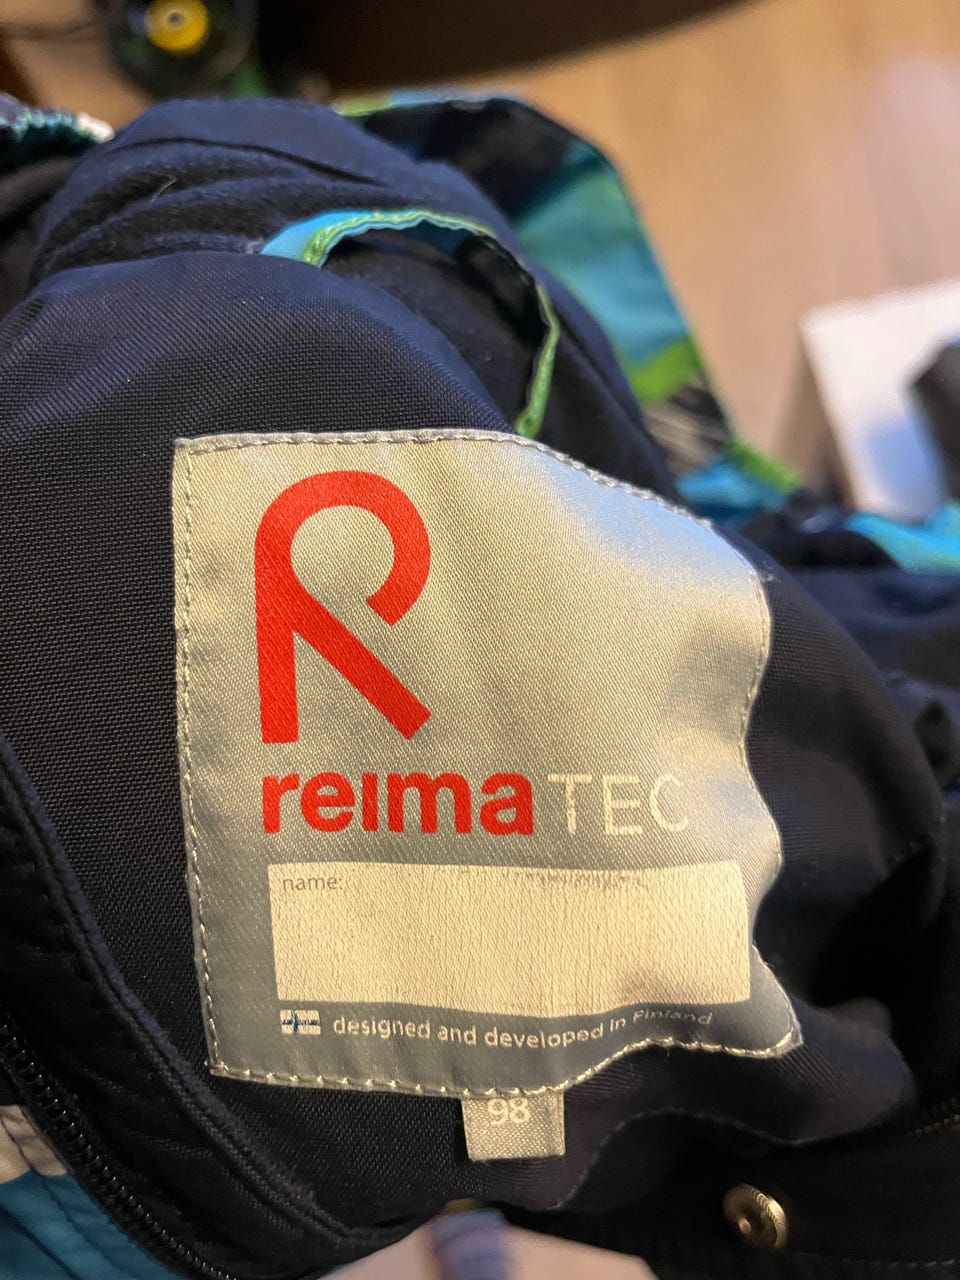 reima TEC
name:
designed and developed in Finland
98